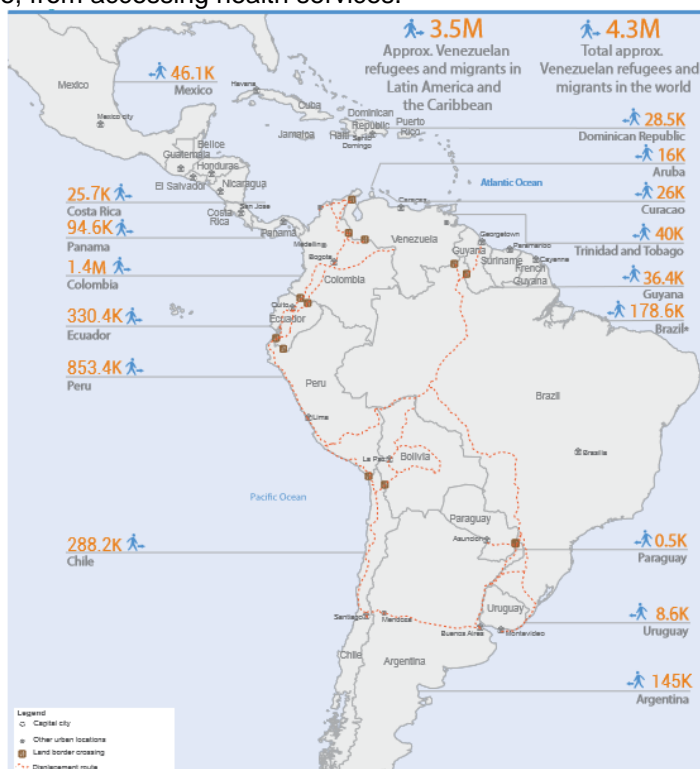 e, from accessing health services.
3.5M
Approx. Venezuelan
refugees and migrants in
Latin America and
the Caribbean
4.3M
Total approx.
Venezuelan refugees and
migrants in the world
46.1K
Mexico
28.5K
Dominican Republic
16K
Aruba
26K
Curacao
40K
Trinidad and Tobago
36.4K
Guyana
178.6K
Brazil*
25.7K
Costa Rica
94.6K
Panama
1.4M
Colombia
330.4K
Ecuador
853.4K
Peru
288.2K
Chile
0.5K
Paraguay
8.6K
Uruguay
145K
Argentina
Mexico
Mexico city
Havana
Cuba
Jamaica
Haiti
Dominican
Republic
Santo
Domingo
Puerto
Rico
Belice
Guatemala
Honduras
El Salvador
Nicaragua
Costa
Rica
San Jose
Panama
Atlantic Ocean
Caracas
Venezuela
Medellin
Bogota
Colombia
Georgetown
Paramaribo
Cayenne
Guyana
Suriname
French
Guyana
Quito
Ecuador
Peru
Lima
Brazil
Brasilia
La Paz
Bolivia
Pacific Ocean
Paraguay
Asuncion
Santiago
Mendoza
Uruguay
Buenos Aires
Montevideo
Chile
Argentina
Legend
Capital city
Other urban locations
Land border crossing
Displacement route